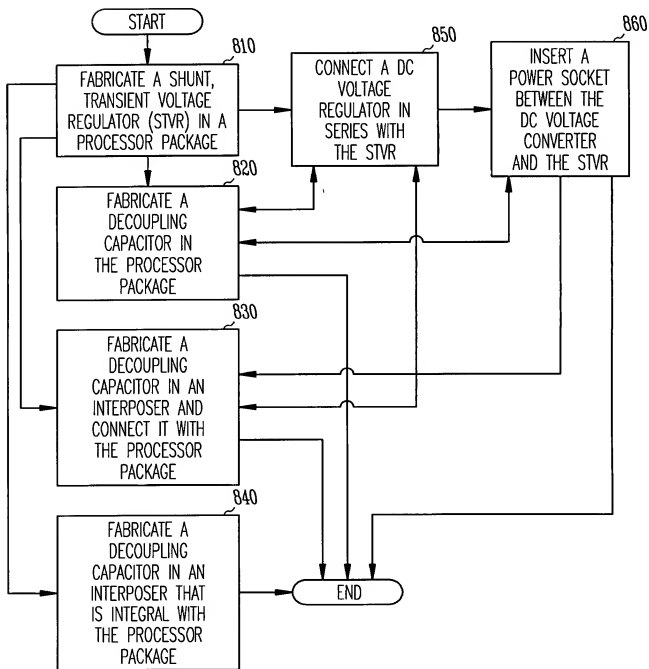 START
810
FABRICATE A SHUNT,
TRANSIENT VOLTAGE
REGULATOR (STVR) IN A
PROCESSOR PACKAGE
850
CONNECT A DC
VOLTAGE
REGULATOR IN
SERIES WITH
THE STVR
860
INSERT A
POWER SOCKET
BETWEEN THE
DC VOLTAGE
CONVERTER
AND THE STVR
820
FABRICATE A
DECOUPLING
CAPACITOR IN
THE PROCESSOR
PACKAGE
830
FABRICATE A
DECOUPLING
CAPACITOR IN AN
INTERPOSER AND
CONNECT IT WITH
THE PROCESSOR
PACKAGE
840
FABRICATE A
DECOUPLING
CAPACITOR IN AN
INTERPOSER THAT
IS INTEGRAL WITH
THE PROCESSOR
PACKAGE
END